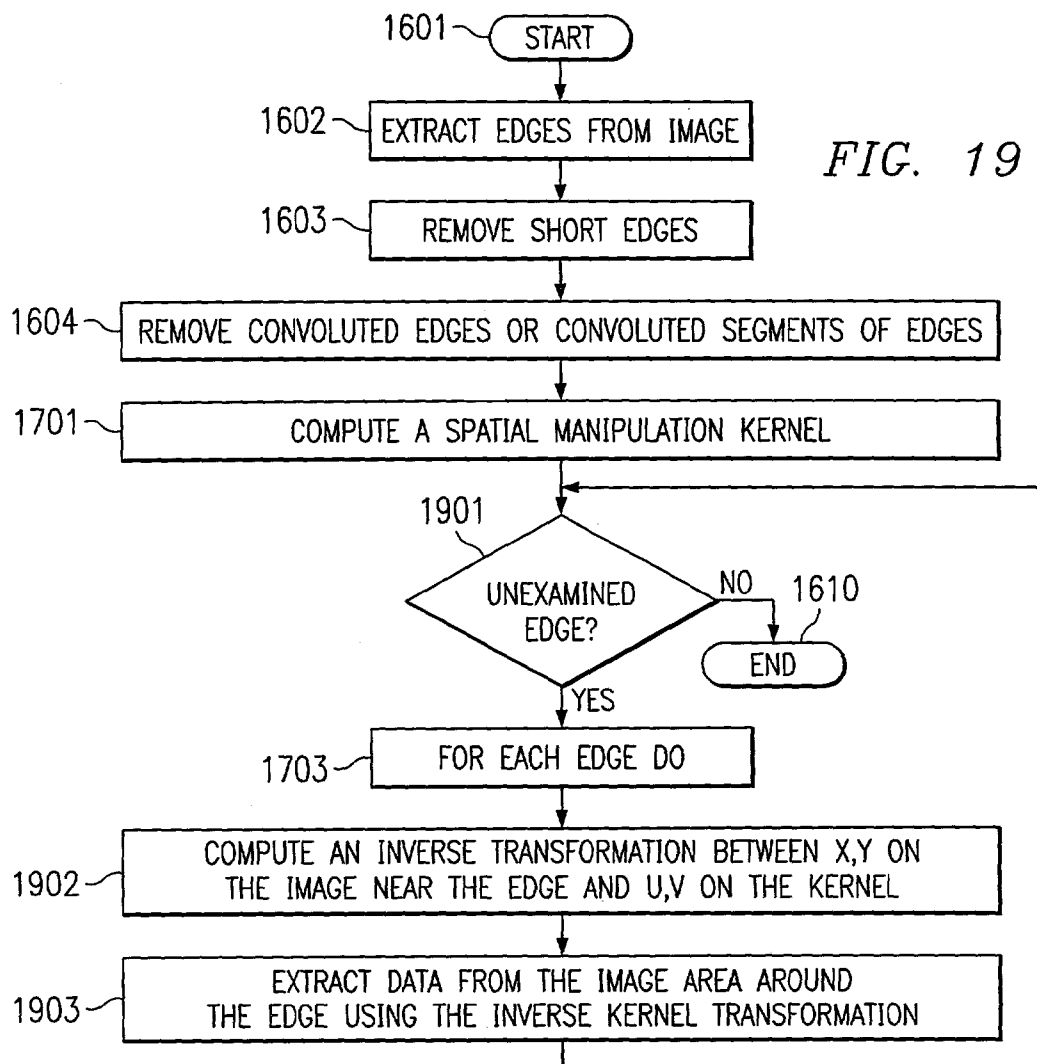 1601
START
1602
EXTRACT EDGES FROM IMAGE
FIG. 19
1603
REMOVE SHORT EDGES
1604
REMOVE CONVOLUTED EDGES OR CONVOLUTED SEGMENTS OF EDGES
1701
COMPUTE A SPATIAL MANIPULATION KERNEL
1901
UNEXAMINED
EDGE?
NO
1610
END
YES
1703
FOR EACH EDGE DO
1902
COMPUTE AN INVERSE TRANSFORMATION BETWEEN X,Y ON
THE IMAGE NEAR THE EDGE AND U,V ON THE KERNEL
1903
EXTRACT DATA FROM THE IMAGE AREA AROUND
THE EDGE USING THE INVERSE KERNEL TRANSFORMATION